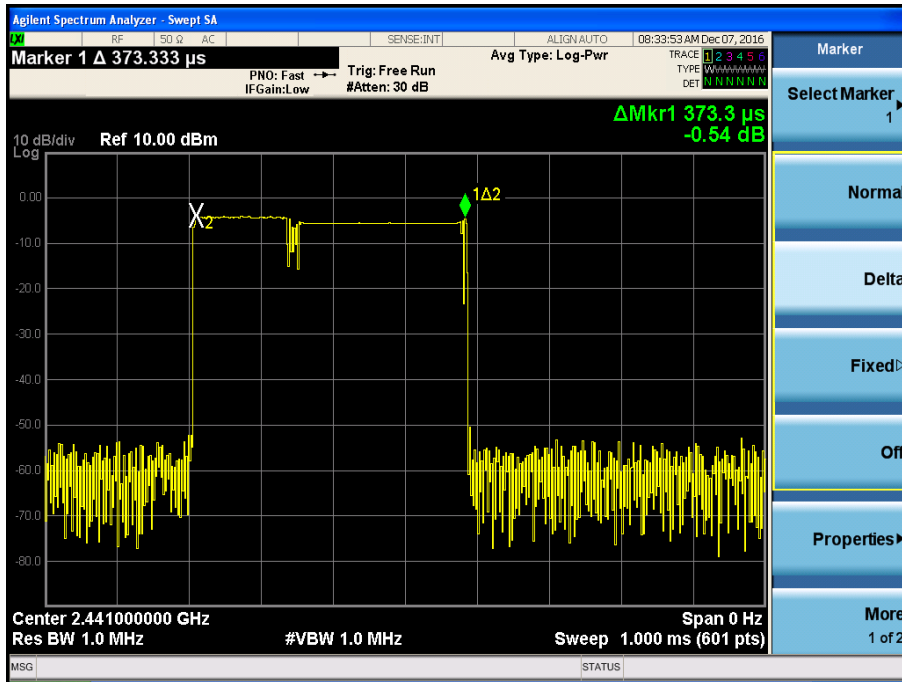 Agilent Spectrum Analyzer - Swept SA
LXI RF 50 Ω AC SENSE:INT ALIGN AUTO 08:33:53 AM Dec 07, 2016
Marker 1 Δ 373.333 µs
PNO: Fast
IFGain:Low
Trig: Free Run
#Atten: 30 dB
Avg Type: Log-Pwr
TRACE 1 2 3 4 5 6
TYPE WWWWWW
DET N N N N N N
ΔMkr1 373.3 µs
-0.54 dB
10 dB/div Ref 10.00 dBm
Log
0.00
-10.0
-20.0
-30.0
-40.0
-50.0
-60.0
-70.0
-80.0
X2
1Δ2
Center 2.441000000 GHz Span 0 Hz
Res BW 1.0 MHz #VBW 1.0 MHz Sweep 1.000 ms (601 pts)
MSG STATUS
Marker
Select Marker
1
Normal
Delta
Fixed
Off
Properties
More
1 of 2